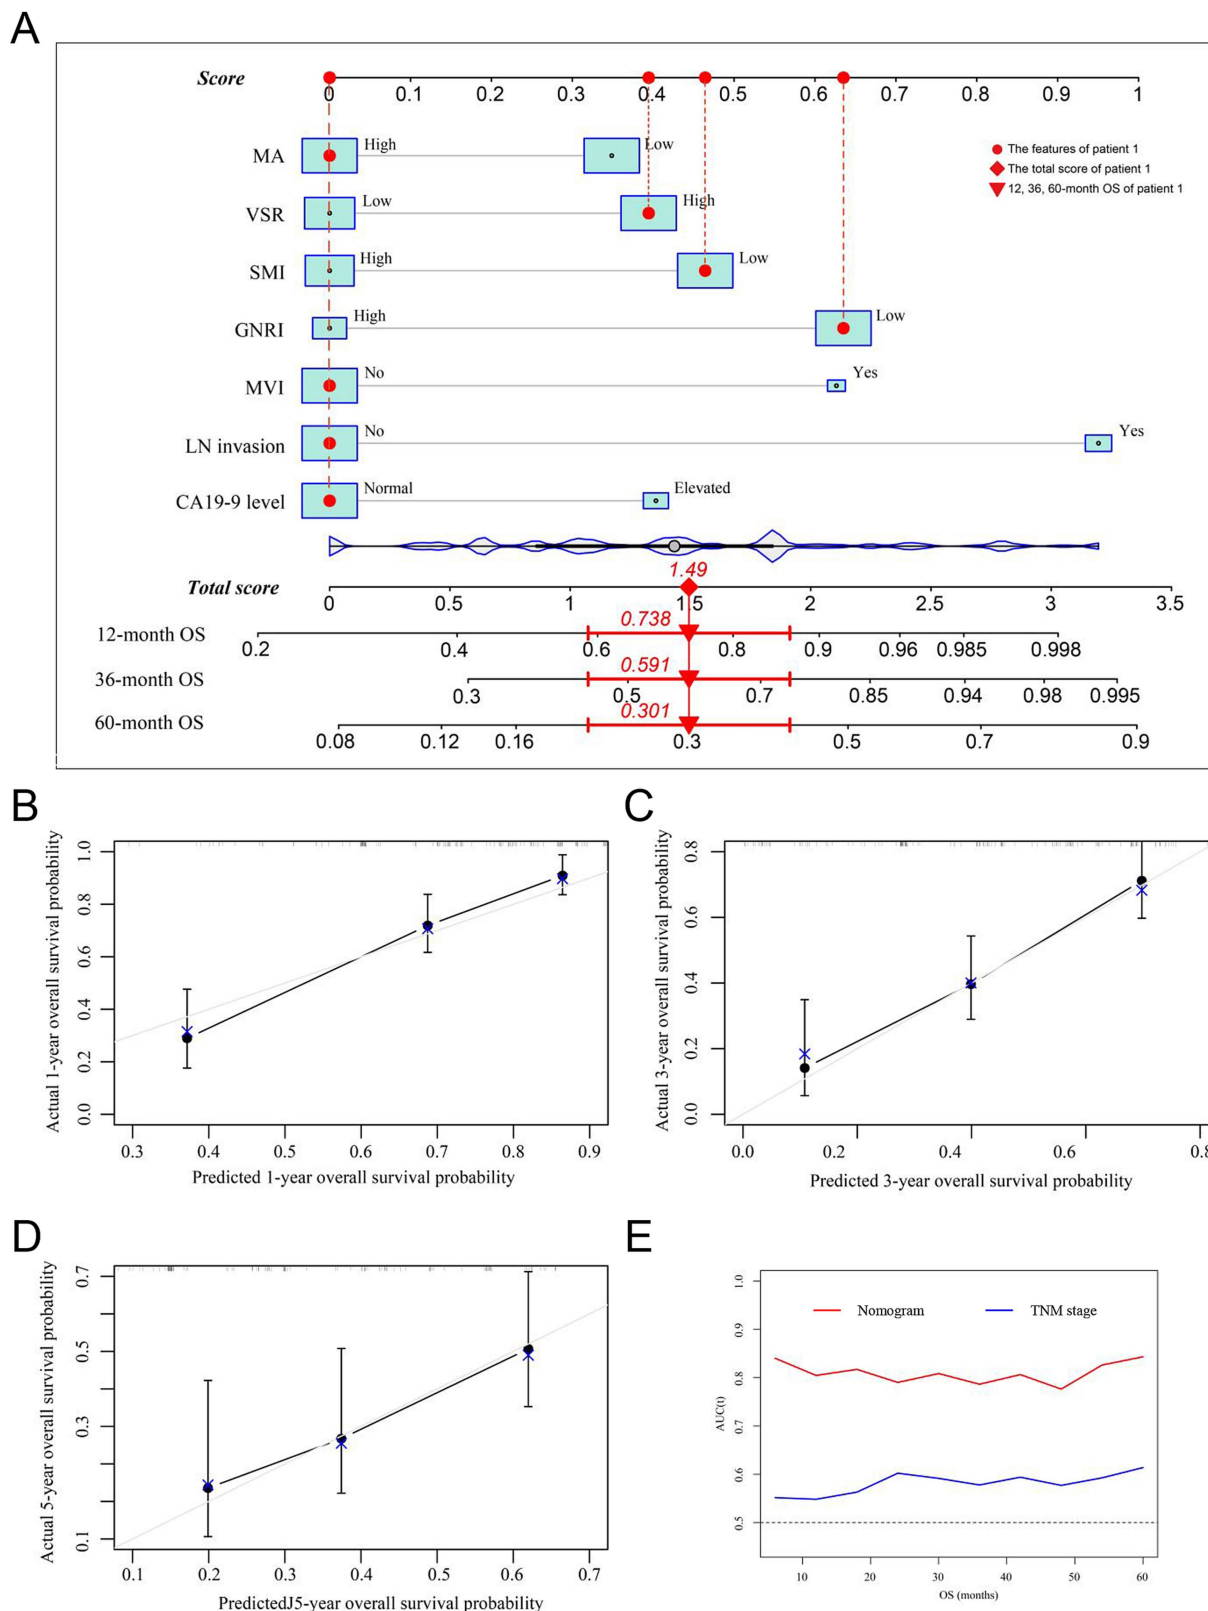 A
Score
0 0.1 0.2 0.3 0.4 0.5 0.6 0.7 0.8 0.9 1
MA High Low
The features of patient 1
The total score of patient 1
12, 36, 60-month OS of patient 1
VSR Low High
SMI High Low
GNRI High Low
MVI No Yes
LN invasion No Yes
CA19-9 level Normal Elevated
1.49
Total score
0 0.5 1 1.5 2 2.5 3 3.5
0.738
12-month OS
0.2 0.4 0.6 0.8 0.9 0.96 0.985 0.998
0.591
36-month OS
0.3 0.5 0.7 0.85 0.94 0.98 0.995
0.301
60-month OS
0.08 0.12 0.16 0.3 0.5 0.7 0.9
B
Actual 1-year overall survival probability
1.0
0.8
0.6
0.4
0.2
0.0
0.3 0.4 0.5 0.6 0.7 0.8 0.9
Predicted 1-year overall survival probability
C
Actual 3-year overall survival probability
0.8
0.6
0.4
0.2
0.0
0.0 0.2 0.4 0.6 0.8
Predicted 3-year overall survival probability
D
Actual 5-year overall survival probability
0.7
0.5
0.3
0.1
0.1 0.2 0.3 0.4 0.5 0.6 0.7
PredictedJ5-year overall survival probability
E
Nomogram TNM stage
AUC(t)
1.0
0.9
0.8
0.7
0.6
0.5
10 20 30 40 50 60
OS (months)